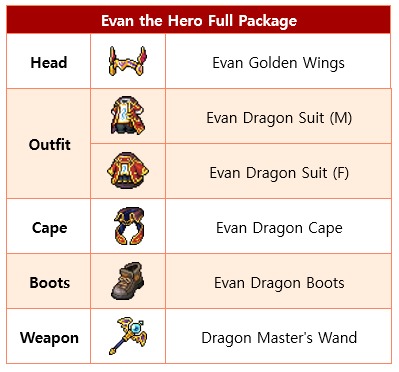 Evan the Hero Full Package
Head Evan Golden Wings
Outfit Evan Dragon Suit (M)
Evan Dragon Suit (F)
Cape Evan Dragon Cape
Boots Evan Dragon Boots
Weapon Dragon Master's Wand